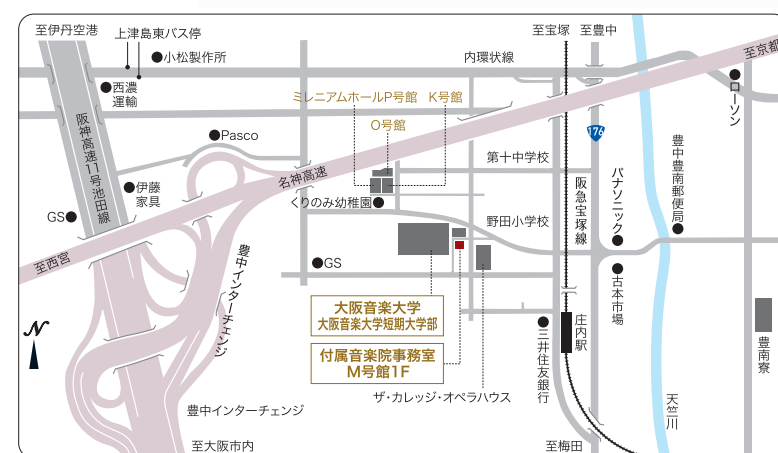 至伊丹空港
上津島東バス停
小松製作所
西濃
運輸
内環状線
至宝塚
至豊中
至京都
ローソン
ミレニアムホールP号館
K号館
O号館
176
阪神高速11号池田線
Pasco
伊藤
家具
GS
名神高速
くりのみ幼稚園
第十中学校
野田小学校
阪急宝塚線
パナソニック
豊中豊南郵便局
至西宮
豊中インターチェンジ
GS
古本市場
大阪音楽大学
大阪音楽大学短期大学部
付属音楽院事務室
M号館1F
ザ・カレッジ・オペラハウス
三井住友銀行
庄内駅
豊南寮
天竺川
N
豊中インターチェンジ
至大阪市内
至梅田